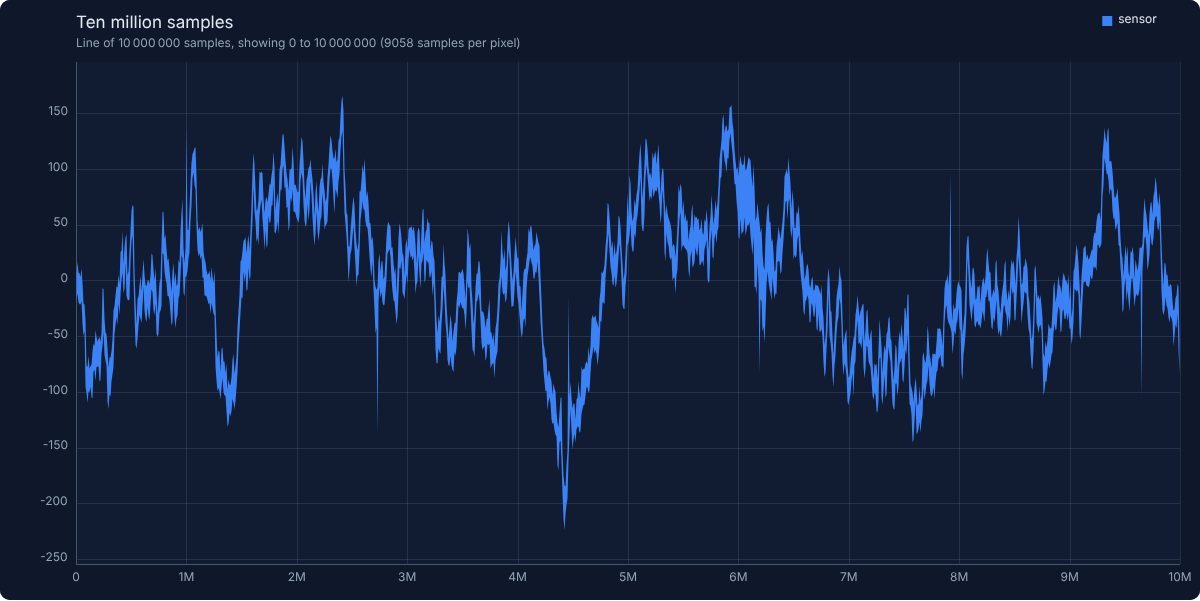 Ten million samples
sensor
Line of 10 000 000 samples, showing 0 to 10 000 000 (9058 samples per pixel)
150
100
50
0
-50
-100
-150
-200
-250
0 1M 2M 3M 4M 5M 6M 7M 8M 9M 10M